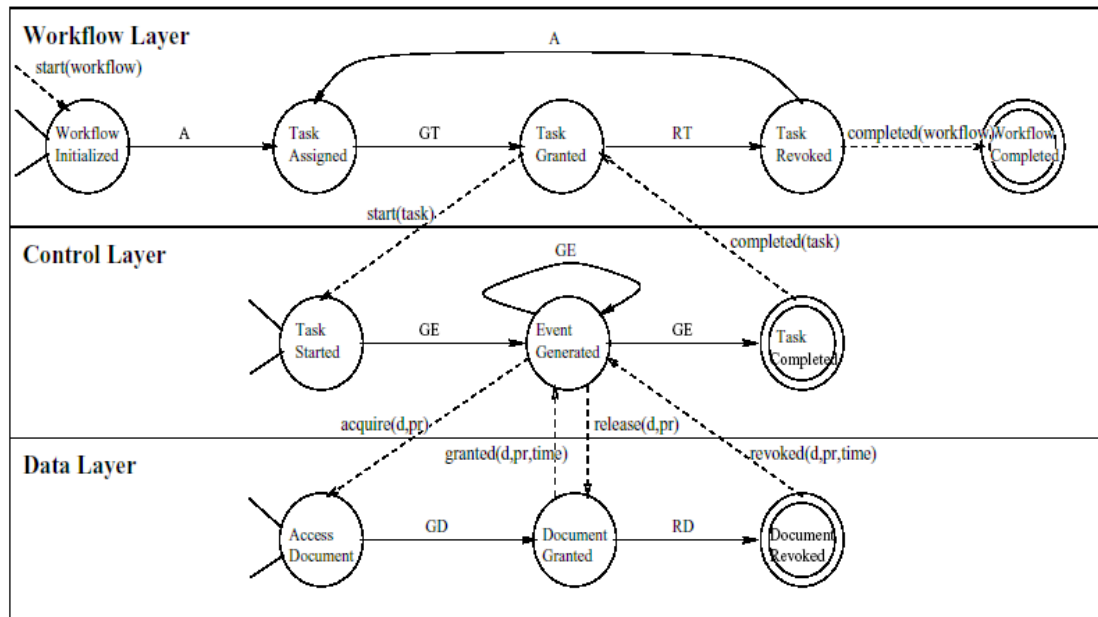 Workflow Layer
A
start(workflow)
Workflow
Initialized
A
Task
Assigned
GT
Task
Granted
RT
Task
Revoked
completed(workflow)
Workflow
Completed
start(task)
completed(task)
Control Layer
GE
Task
Started
GE
Event
Generated
GE
Task
Completed
acquire(d,pr)
release(d,pr)
granted(d,pr,time)
revoked(d,pr,time)
Data Layer
Access
Document
GD
Document
Granted
RD
Document
Revoked